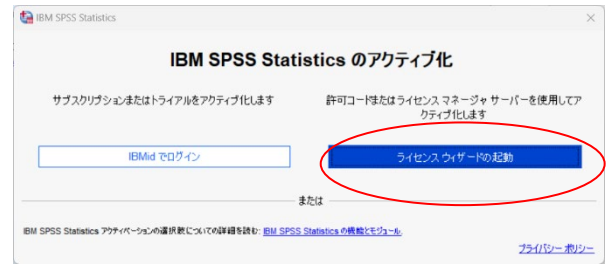 IBM SPSS Statistics
IBM SPSS Statistics のアクティブ化
サブスクリプションまたはトライアルをアクティブ化します
許可コードまたはライセンス マネージャ サーバーを使用してア
クティブ化します
IBMid でログイン
ライセンス ウィザードの起動
または
IBM SPSS Statistics アクティベーションの選択肢についての詳細を読む: IBM SPSS Statistics の機能とモジュール.
プライバシー ポリシー